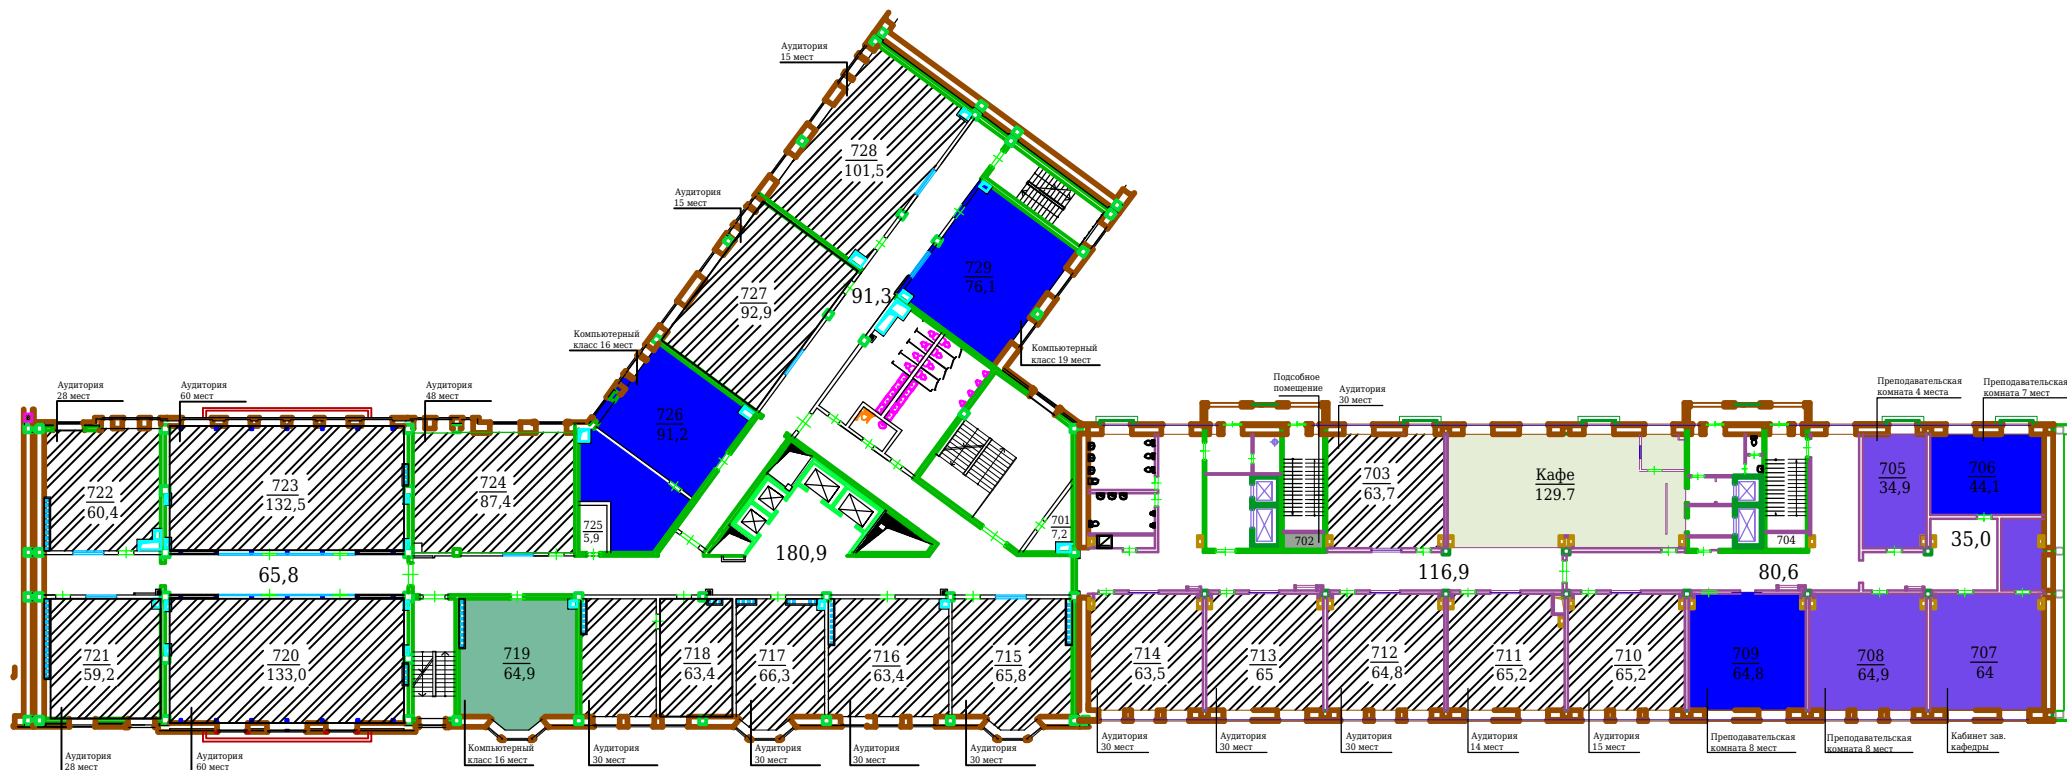 Аудитория
15 мест
728
101,5
Аудитория
15 мест
727
92,9
91,3
729
76,1
Компьютерный
класс 16 мест
Компьютерный
класс 19 мест
726
91,2
Аудитория
28 мест
Аудитория
60 мест
Аудитория
48 мест
Подсобное
помещение
Аудитория
30 мест
Преподавательская
комната 4 места
Преподавательская
комната 7 мест
722
60,4
723
132,5
724
87,4
725
5,9
701
7,2
702
703
63,7
Кафе
129.7
704
705
34,9
706
44,1
65,8
180,9
116,9
80,6
35,0
721
59,2
720
133,0
719
64,9
718
63,4
717
66,3
716
63,4
715
65,8
714
63,5
713
65
712
64,8
711
65,2
710
65,2
709
64,8
708
64,9
707
64
Аудитория
28 мест
Аудитория
60 мест
Компьютерный
класс 16 мест
Аудитория
30 мест
Аудитория
30 мест
Аудитория
30 мест
Аудитория
30 мест
Аудитория
30 мест
Аудитория
30 мест
Аудитория
30 мест
Аудитория
14 мест
Аудитория
15 мест
Преподавательская
комната 8 мест
Преподавательская
комната 8 мест
Кабинет зав.
кафедры